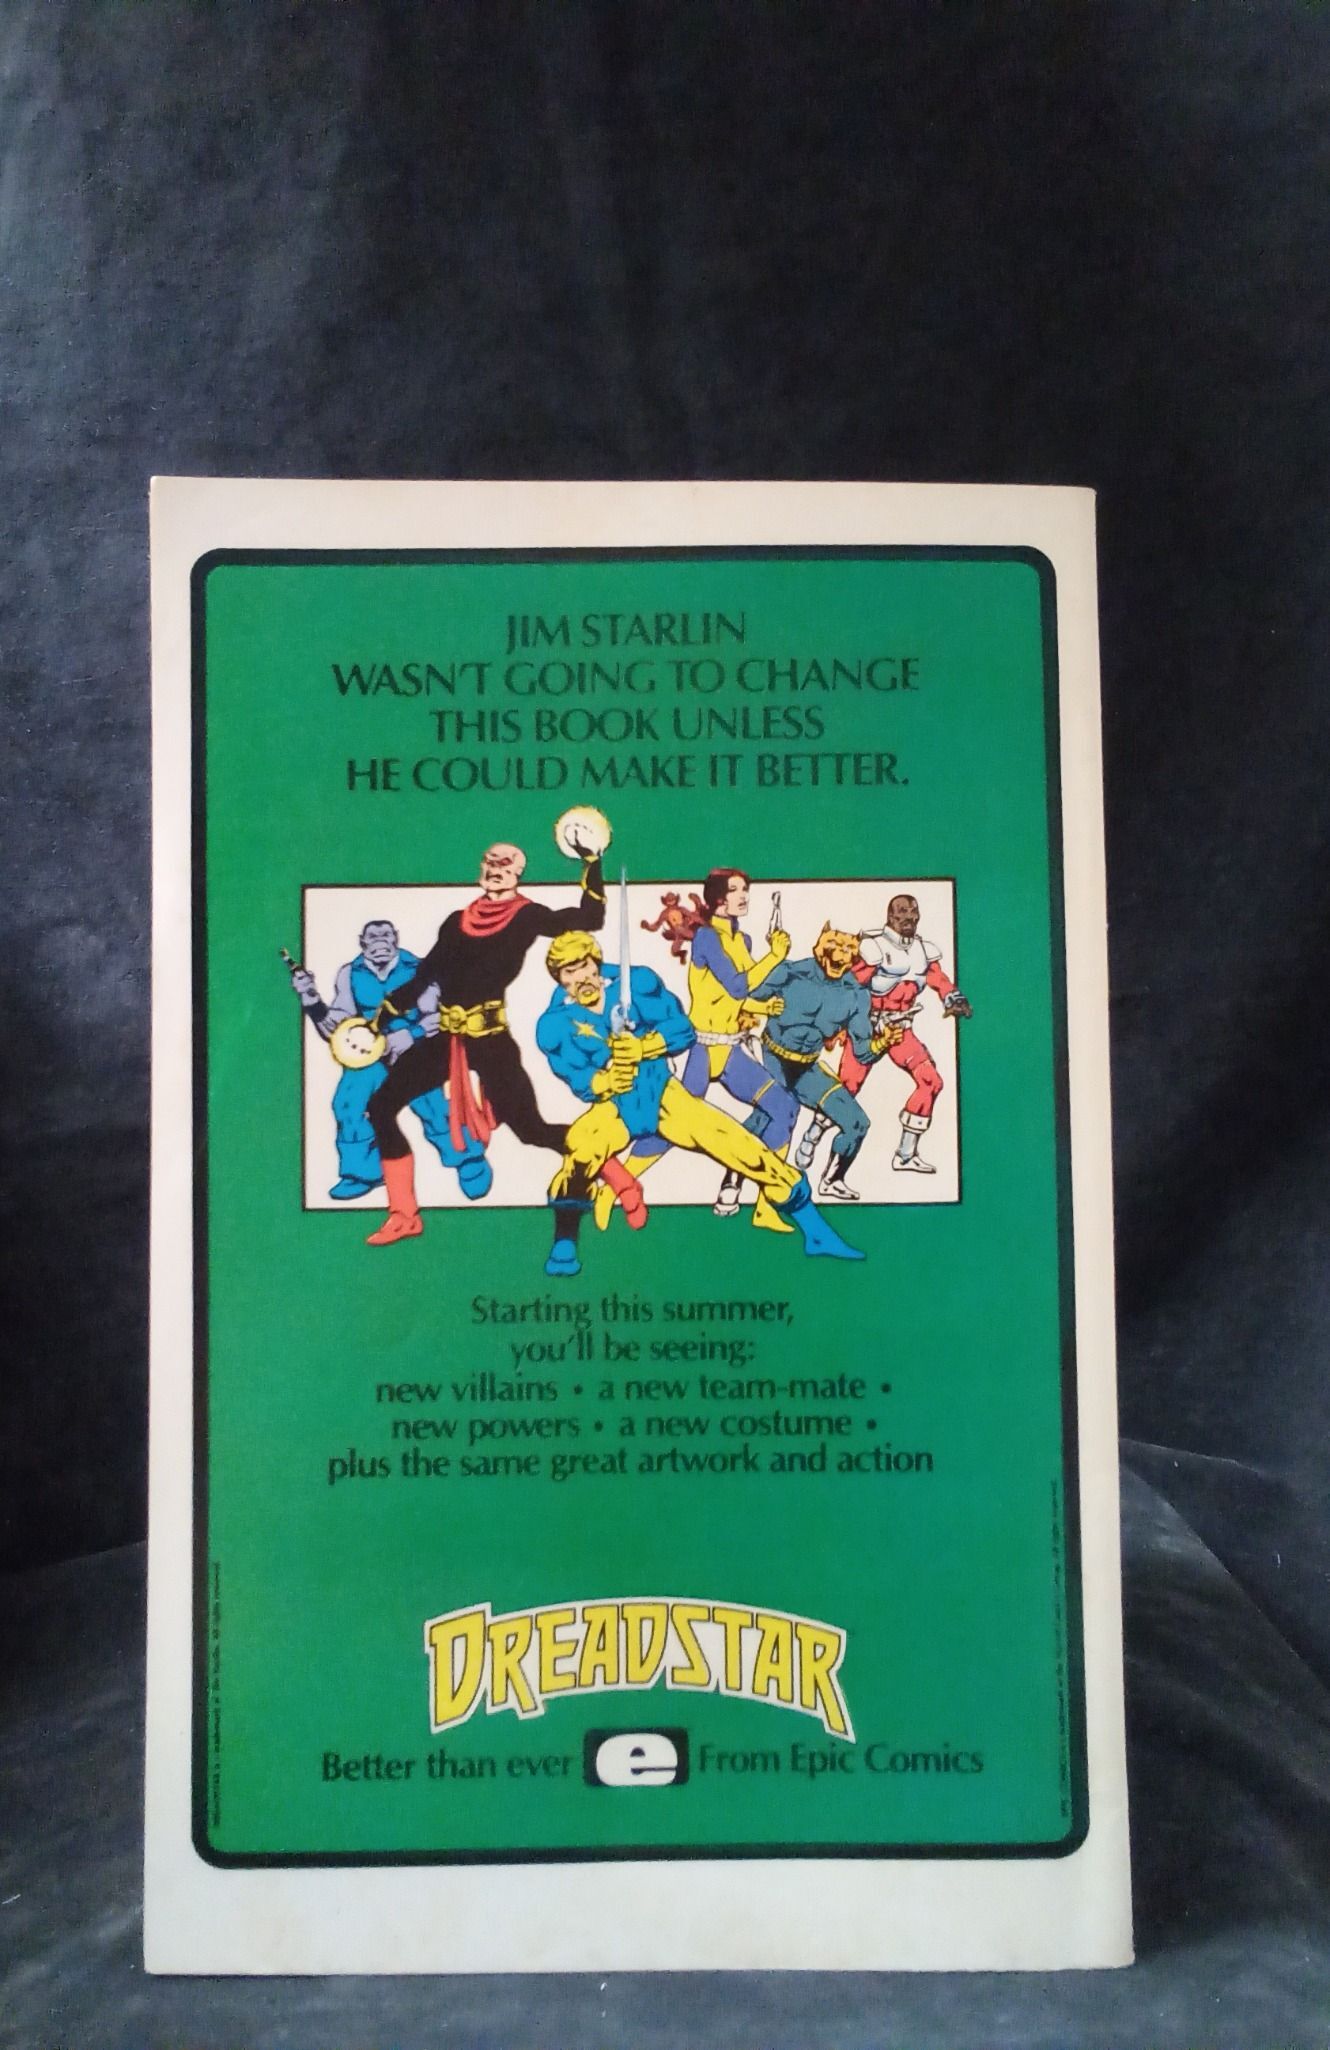 JIM STARLIN
WASN'T GOING TO CHANGE
THIS BOOK UNLESS
HE COULD MAKE IT BETTER.
Starting this summer,
you'll be seeing:
new villains • a new team-mate •
new powers • a new costume •
plus the same great artwork and action
DREADSTAR
Better than ever e From Epic Comics